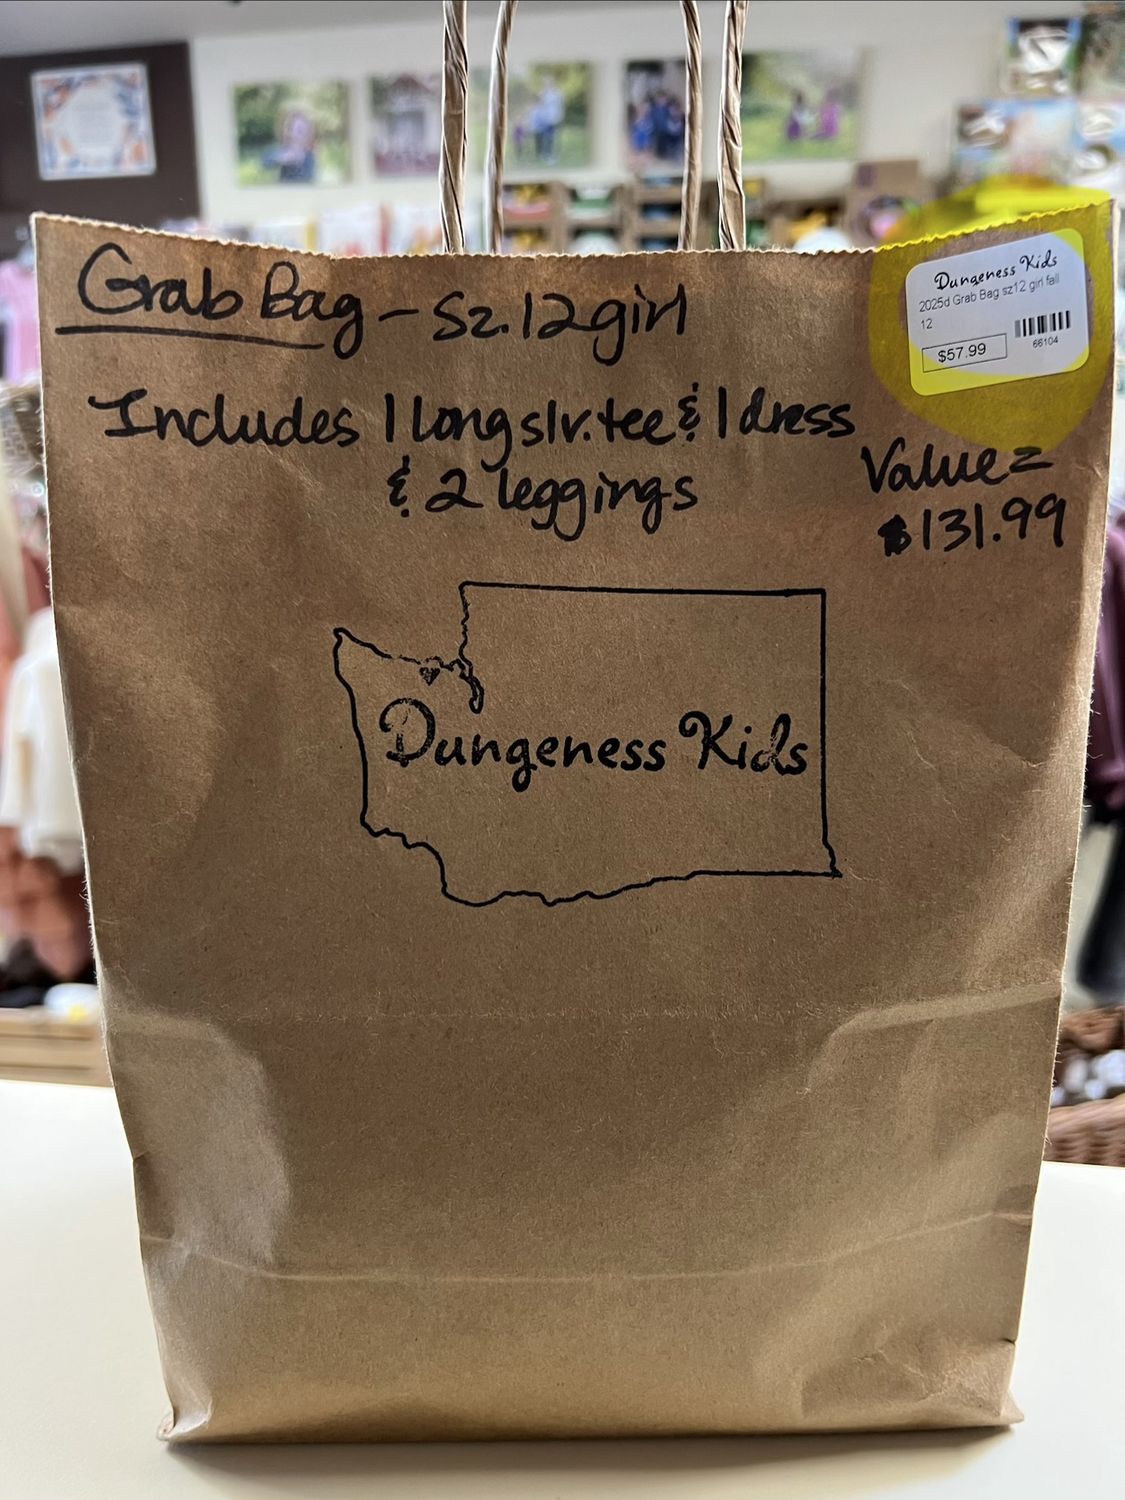 Grab Bag - Sz. 12 girl
Includes 1 long slv. tee & 1 dress
& 2 leggings
Value =
$131.99
Dungeness Kids
2025d Grab Bag sz12 girl fall
12
$57.99
66104
Dungeness Kids